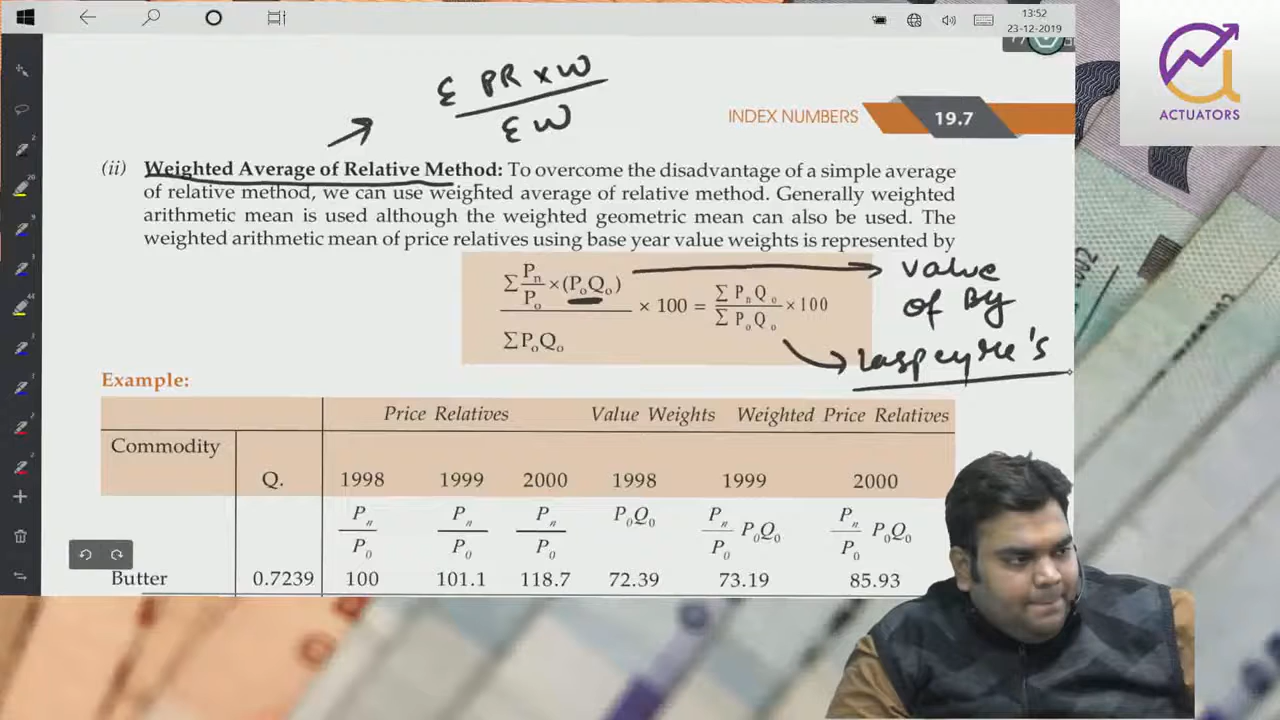 13:52
23-12-2019
ACTUATORS
Σ PR x W
Σ W
INDEX NUMBERS 19.7
(ii) Weighted Average of Relative Method: To overcome the disadvantage of a simple average
of relative method, we can use weighted average of relative method. Generally weighted
arithmetic mean is used although the weighted geometric mean can also be used. The
weighted arithmetic mean of price relatives using base year value weights is represented by
Σ Pn/Po ×(PoQo) / ΣPoQo × 100 = Σ PnQo / Σ PoQo × 100
value
of By
Laspeyre's
Example:
Price Relatives Value Weights Weighted Price Relatives
Commodity
Q. 1998 1999 2000 1998 1999 2000
Pn/P0 Pn/P0 Pn/P0 P0Q0 Pn/P0 P0Q0 Pn/P0 P0Q0
Butter 0.7239 100 101.1 118.7 72.39 73.19 85.93